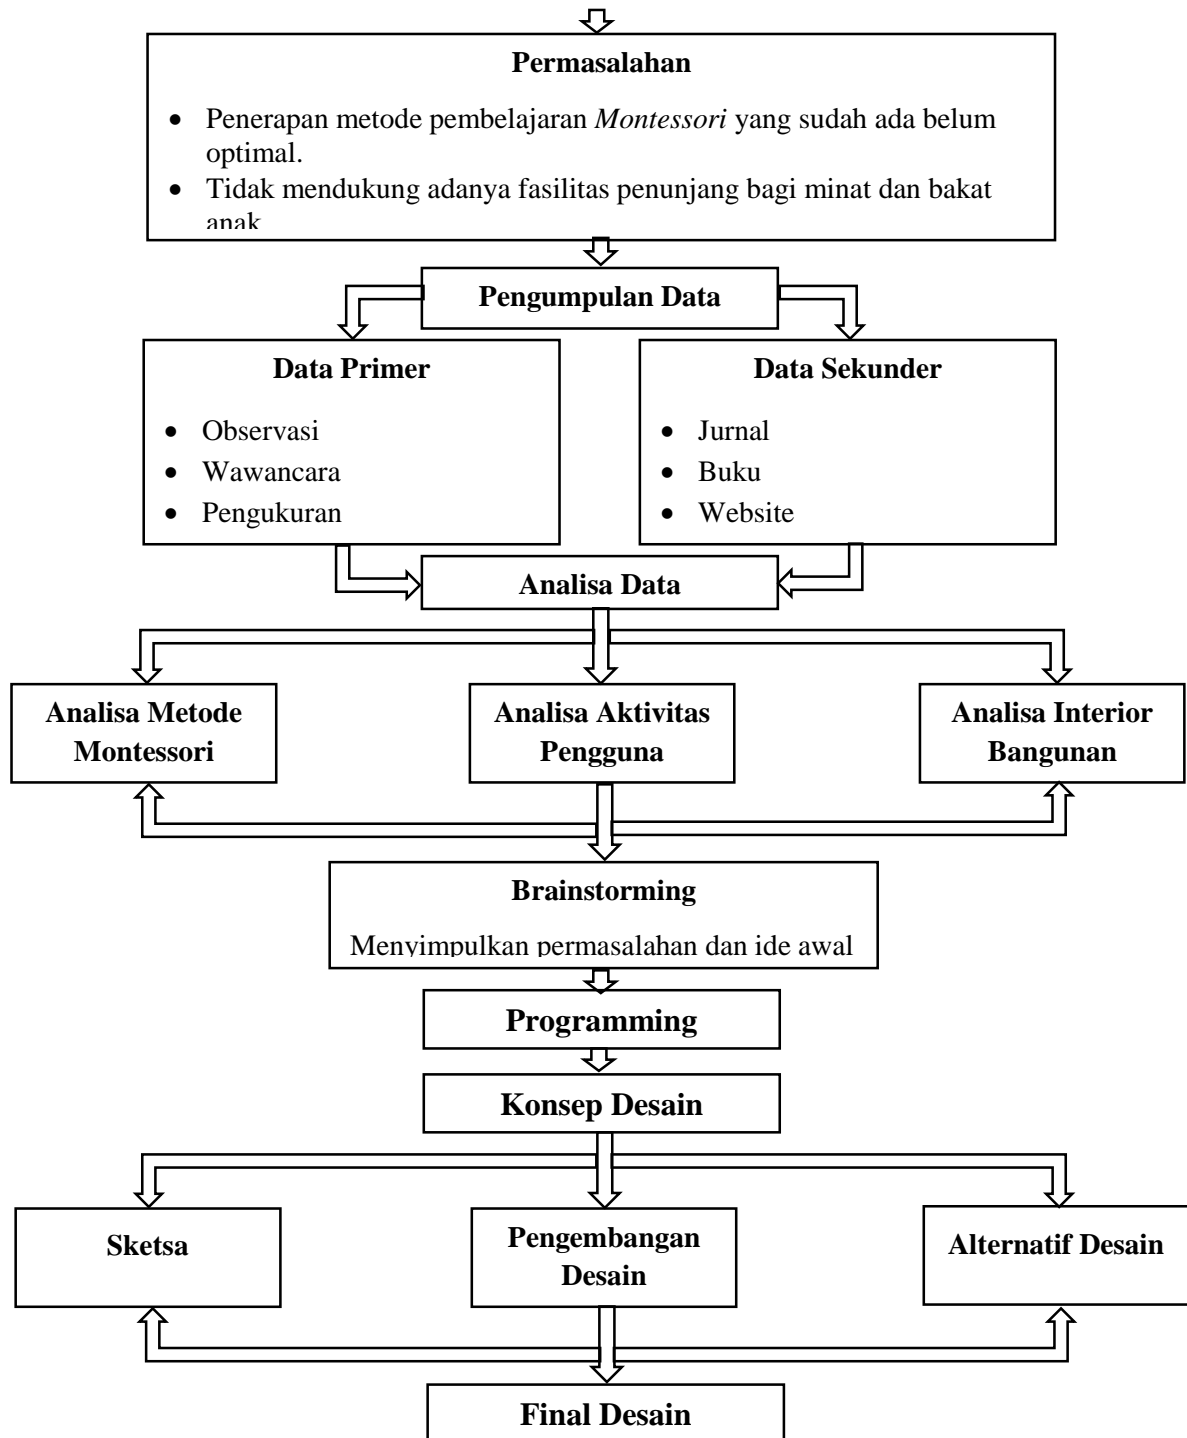 Permasalahan
• Penerapan metode pembelajaran Montessori yang sudah ada belum
optimal.
• Tidak mendukung adanya fasilitas penunjang bagi minat dan bakat
anak
Pengumpulan Data
Data Primer
• Observasi
• Wawancara
• Pengukuran
Data Sekunder
• Jurnal
• Buku
• Website
Analisa Data
Analisa Metode
Montessori
Analisa Aktivitas
Pengguna
Analisa Interior
Bangunan
Brainstorming
Menyimpulkan permasalahan dan ide awal
Programming
Konsep Desain
Sketsa
Pengembangan
Desain
Alternatif Desain
Final Desain